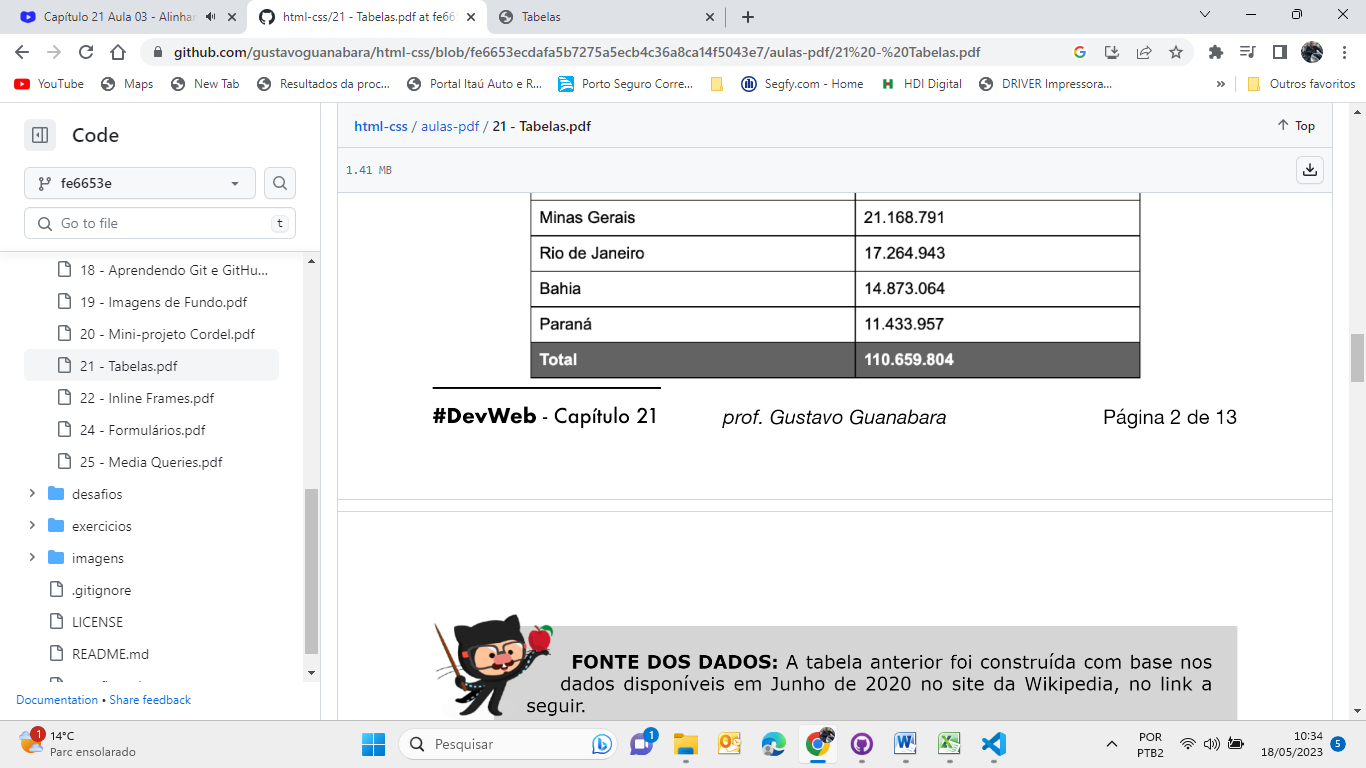 Capítulo 21 Aula 03 - Alinhar
html-css/21 - Tabelas.pdf at fe665
Tabelas
github.com/gustavoguanabara/html-css/blob/fe6653ecdafa5b7275a5ecb4c36a8ca14f5043e7/aulas-pdf/21%20-%20Tabelas.pdf
YouTube
Maps
New Tab
Resultados da proc...
Portal Itaú Auto e R...
Porto Seguro Corre...
Segfy.com - Home
HDI Digital
DRIVER Impressora...
»
Outros favoritos
Code
fe6653e
Go to file
t
18 - Aprendendo Git e GitHu...
19 - Imagens de Fundo.pdf
20 - Mini-projeto Cordel.pdf
21 - Tabelas.pdf
22 - Inline Frames.pdf
24 - Formulários.pdf
25 - Media Queries.pdf
desafios
exercicios
imagens
.gitignore
LICENSE
README.md
Documentation • Share feedback
html-css / aulas-pdf / 21 - Tabelas.pdf
Top
1.41 MB
Minas Gerais 21.168.791
Rio de Janeiro 17.264.943
Bahia 14.873.064
Paraná 11.433.957
Total 110.659.804
#DevWeb - Capítulo 21 prof. Gustavo Guanabara Página 2 de 13
FONTE DOS DADOS: A tabela anterior foi construída com base nos
dados disponíveis em Junho de 2020 no site da Wikipedia, no link a
seguir.
1
14°C
Parc ensolarado
Pesquisar
1
POR
PTB2
10:34
18/05/2023
5